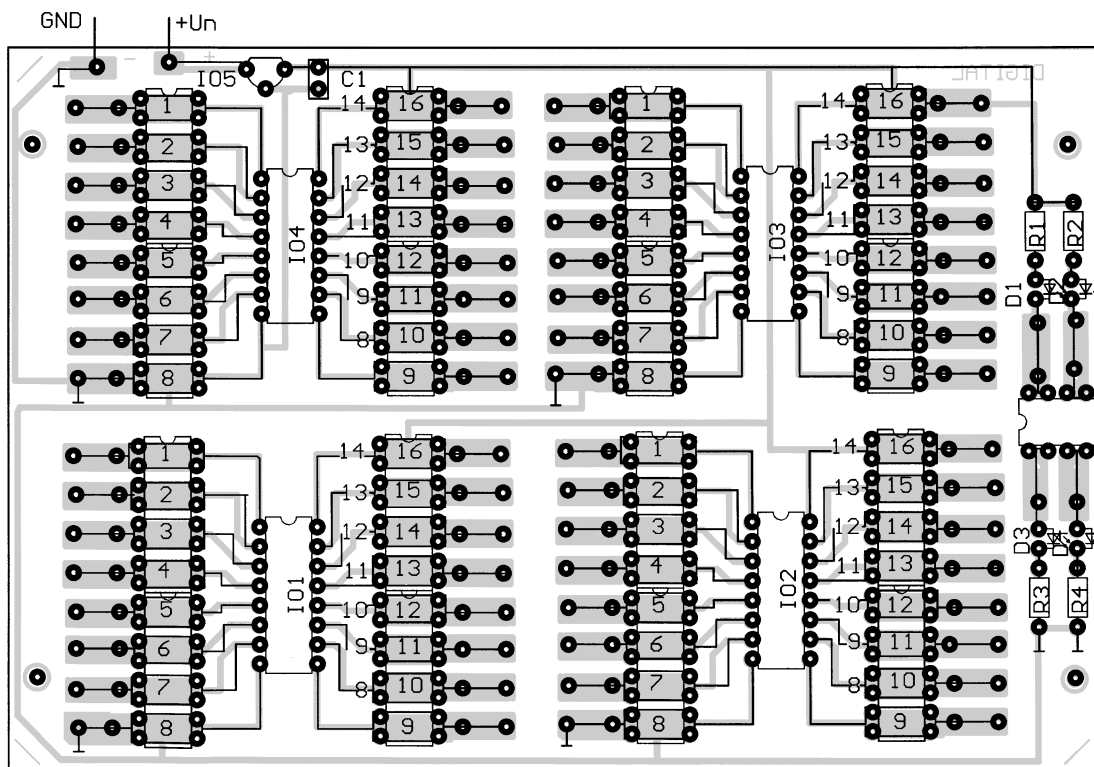 GND
+Un
- +
IO5
C1
DIGITAL
1 14 16 1 14 16
2 13 15 2 13 15
3 12 14 3 12 14
4 11 13 4 11 13
IO4
IO3
R1
R2
5 10 12 5 10 12
6 9 11 6 9 11
D1
7 8 10 7 8 10
8 9 8 9
1 14 16 1 14 16
2 13 15 2 13 15
3 12 14 3 12 14
4 11 13 4 11 13
D3
IO1
IO2
R3
R4
5 10 12 5 10 12
6 9 11 6 9 11
7 8 10 7 8 10
8 9 8 9